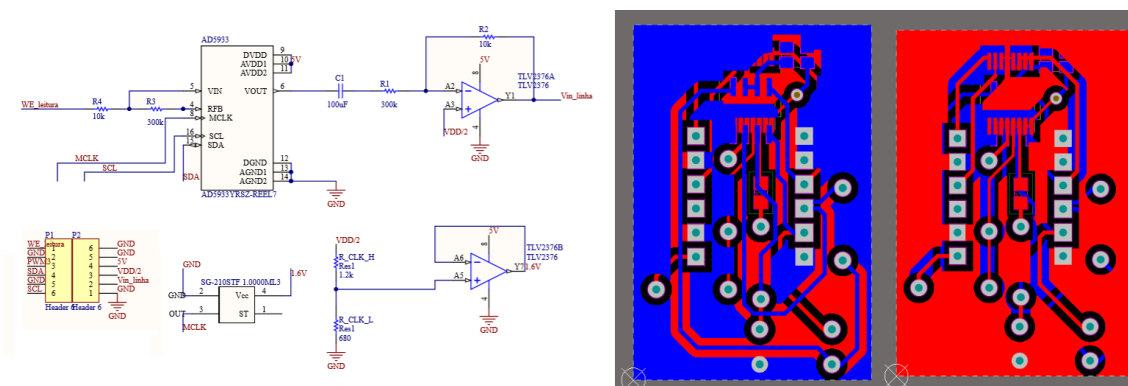 AD5933
DVDD 9
AVDD1 10 5V
AVDD2 11
5 VIN VOUT 6
4 RFB
8 MCLK
16 SCL
15 SDA
DGND 12
AGND1 13
AGND2 14
AD5933YRSZ-REEL7
GND
WE_leitura
R4
10k
R3
300k
MCLK
SCL
SDA
C1
100uF
R1
300k
R2
10k
5V
8
TLV2376A
TLV2376
A2
A3
Y1
Vin_linha
4
VDD/2
GND
P1 P2
WE_leitura 1 6 GND
GND 2 5 GND
PWM3 3 4 5V
SDA 4 3 VDD/2
GND 5 2 Vin_linha
SCL 6 1 GND
Header 6
Header 6
GND
GND
SG-210STF 1.0000ML3
1.6V
GND 2 Vcc 4
OUT 3 ST 1
MCLK
VDD/2
R_CLK_H
Res1
1.2k
R_CLK_L
Res1
680
GND
5V
8
TLV2376B
TLV2376
A6
A5
Y7
1.6V
4
GND